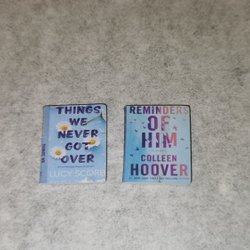 THINGS
WE
NEVER
GOT
OVER
LUCY SCORE
REMINDERS
OF
HIM
COLLEEN
HOOVER